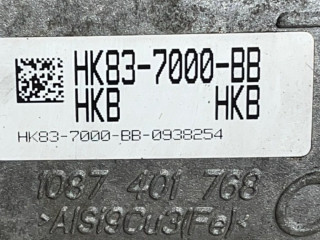 HK83-7000-BB
HKB HKB
HK83-7000-BB-0938254
1087 401 768
>AlSi9Cu3(Fe)<